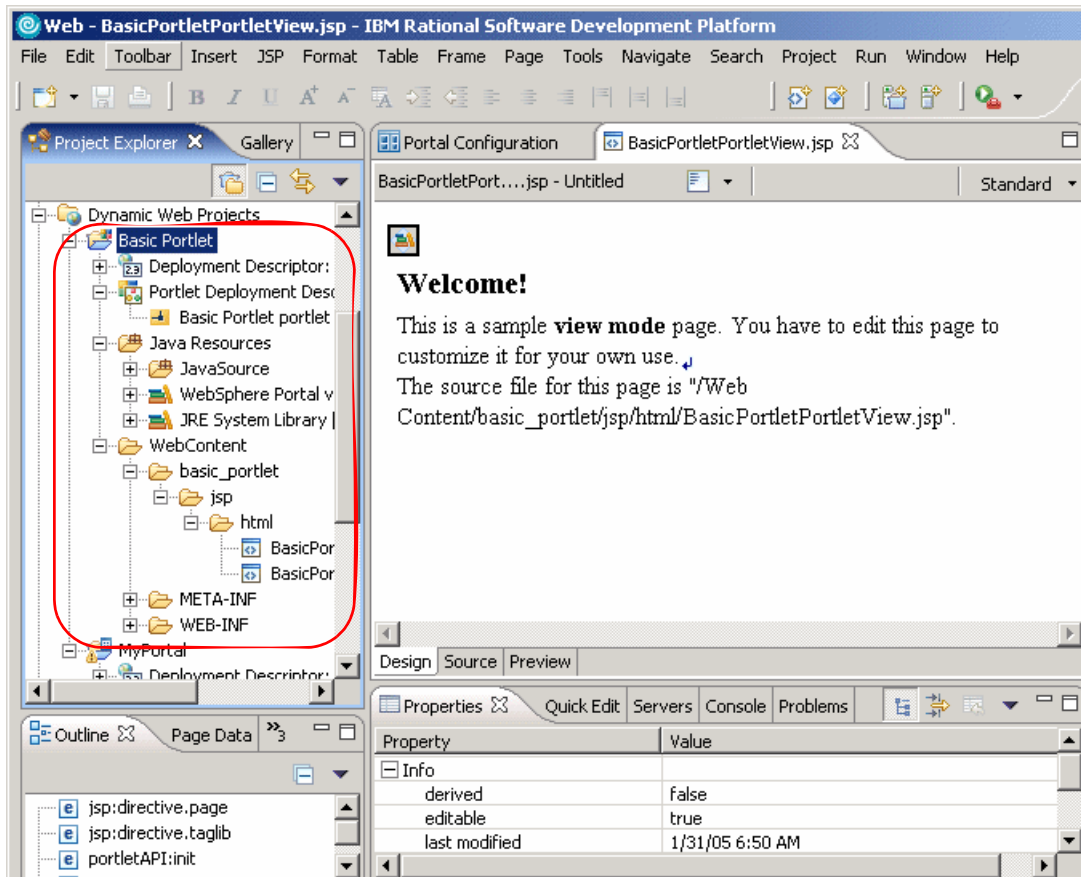 Web - BasicPortletPortletView.jsp - IBM Rational Software Development Platform
File Edit Toolbar Insert JSP Format Table Frame Page Tools Navigate Search Project Run Window Help
B I U A A
Project Explorer Gallery
Portal Configuration BasicPortletPortletView.jsp
BasicPortletPort....jsp - Untitled Standard
Dynamic Web Projects
Basic Portlet
2.3 Deployment Descriptor:
Portlet Deployment Desc
Basic Portlet portlet
Java Resources
JavaSource
WebSphere Portal v
JRE System Library [
WebContent
basic_portlet
jsp
html
BasicPor
BasicPor
META-INF
WEB-INF
MyPortal
Deployment Descriptor:
Welcome!
This is a sample view mode page. You have to edit this page to
customize it for your own use.
The source file for this page is "/Web
Content/basic_portlet/jsp/html/BasicPortletPortletView.jsp".
Design Source Preview
Outline Page Data »3
e jsp:directive.page
e jsp:directive.taglib
e portletAPI:init
Properties Quick Edit Servers Console Problems
Property Value
Info
derived false
editable true
last modified 1/31/05 6:50 AM